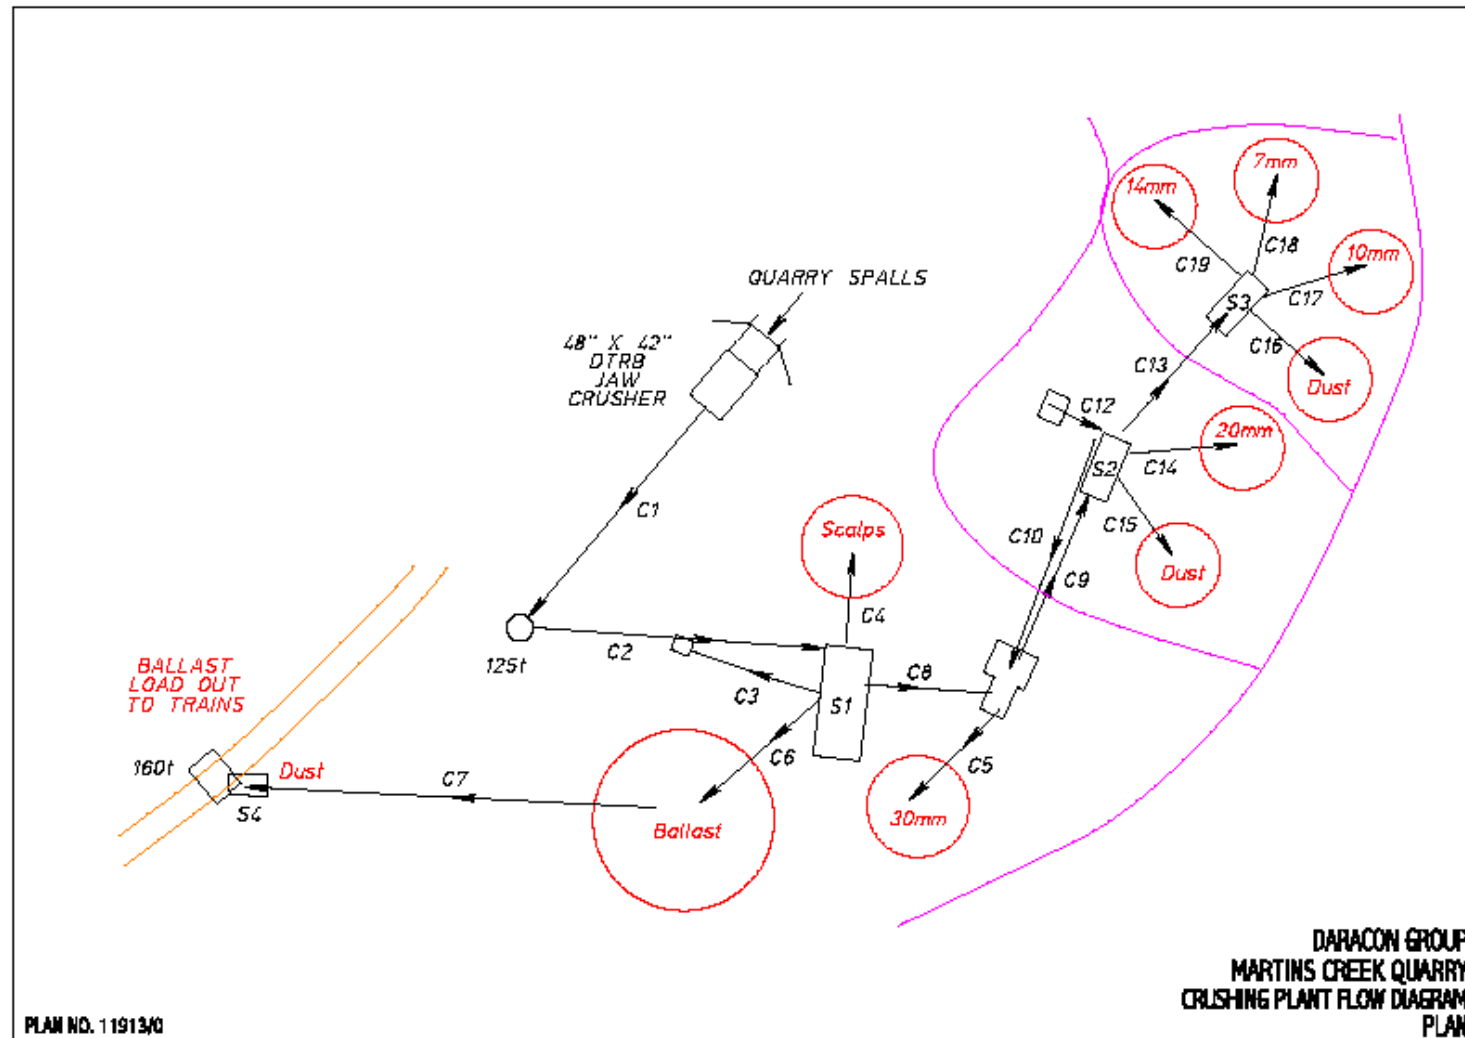 14mm
7mm
C19
C18
10mm
C17
S3
C16
Dust
QUARRY SPALLS
48" X 42"
DTRB
JAW
CRUSHER
C13
C12
20mm
S2
C14
C1
C15
Scalps
C10
Dust
C9
C4
C2
125t
BALLAST
LOAD OUT
TO TRAINS
C3
C8
S1
160t
Dust
C7
C6
C5
S4
Ballast
30mm
DARACON GROUP
MARTINS CREEK QUARRY
CRUSHING PLANT FLOW DIAGRAM
PLAN
PLAN NO. 11913/0